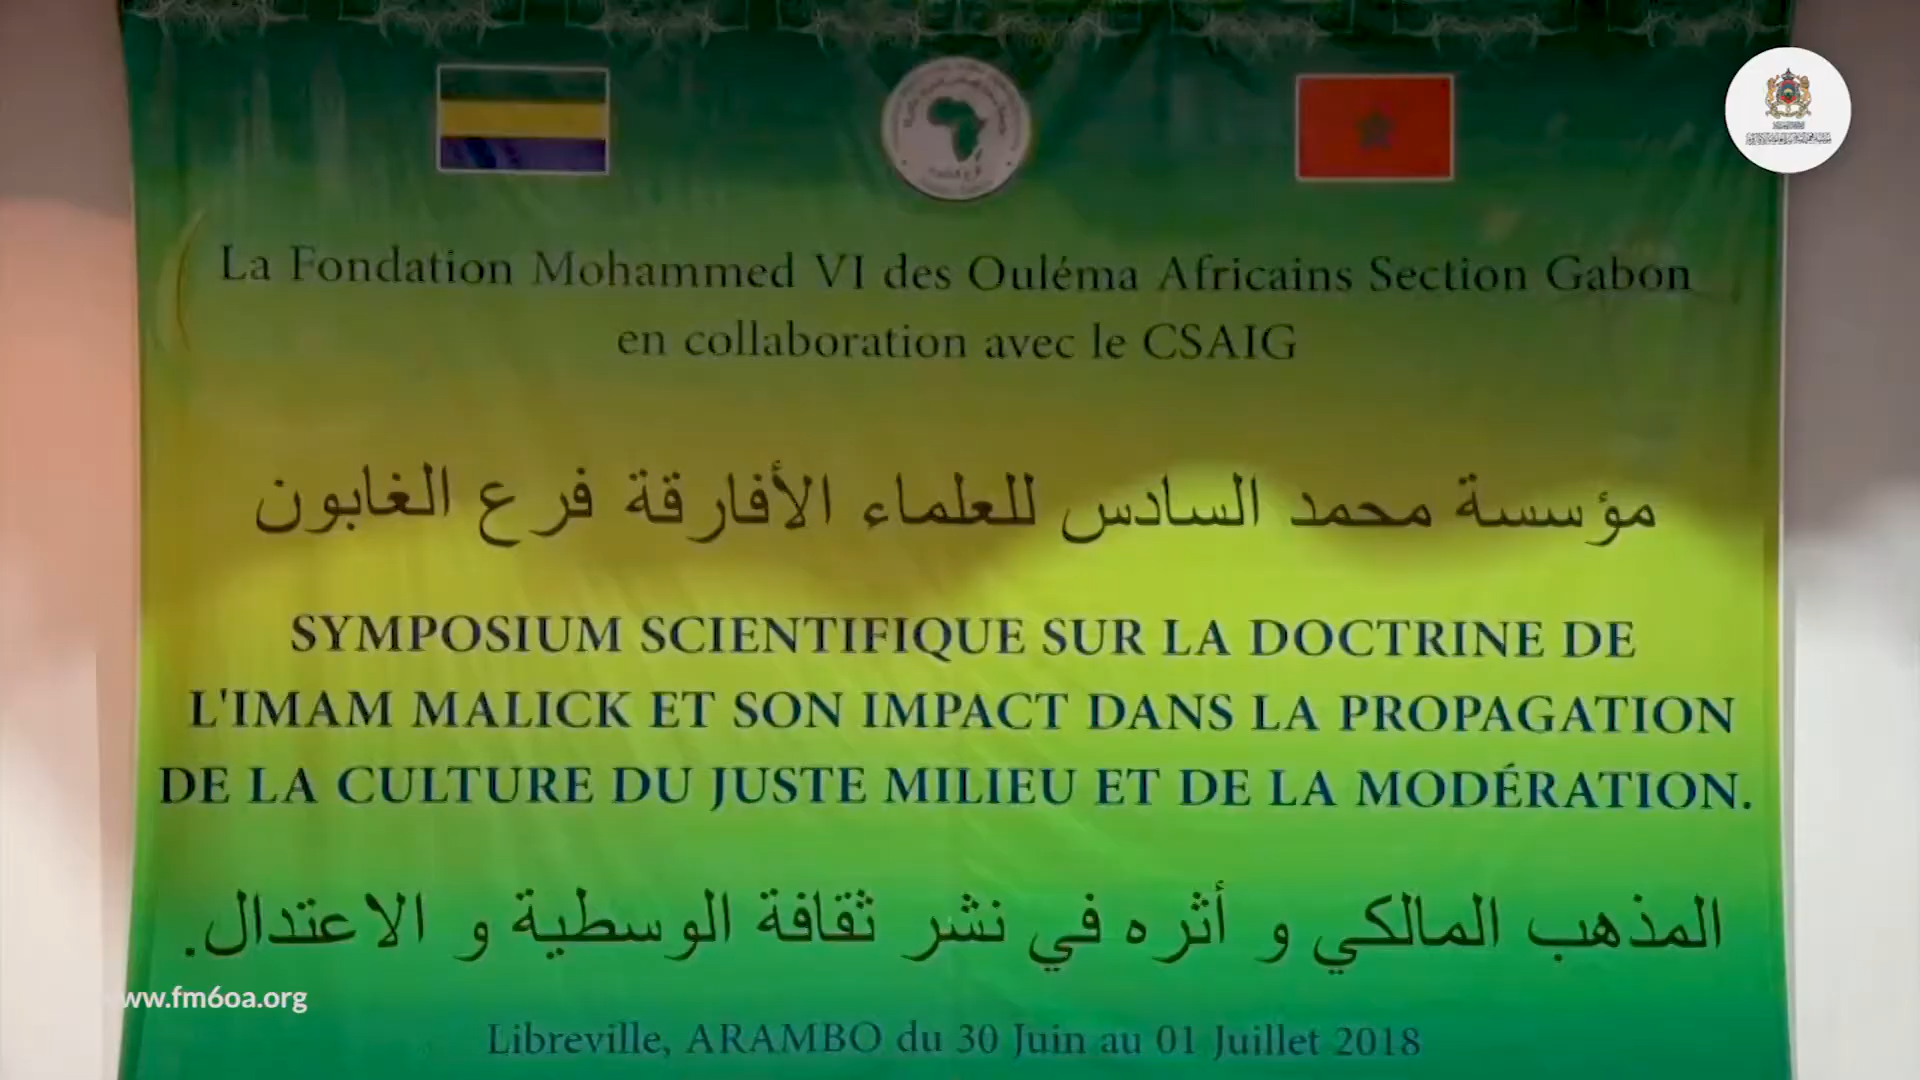 La Fondation Mohammed VI des Ouléma Africains Section Gabon
en collaboration avec le CSAIG
مؤسسة محمد السادس للعلماء الأفارقة فرع الغابون
SYMPOSIUM SCIENTIFIQUE SUR LA DOCTRINE DE
L'IMAM MALICK ET SON IMPACT DANS LA PROPAGATION
DE LA CULTURE DU JUSTE MILIEU ET DE LA MODÉRATION.
المذهب المالكي و أثره في نشر ثقافة الوسطية و الاعتدال.
www.fm6oa.org
Libreville, ARAMBO du 30 Juin au 01 Juillet 2018